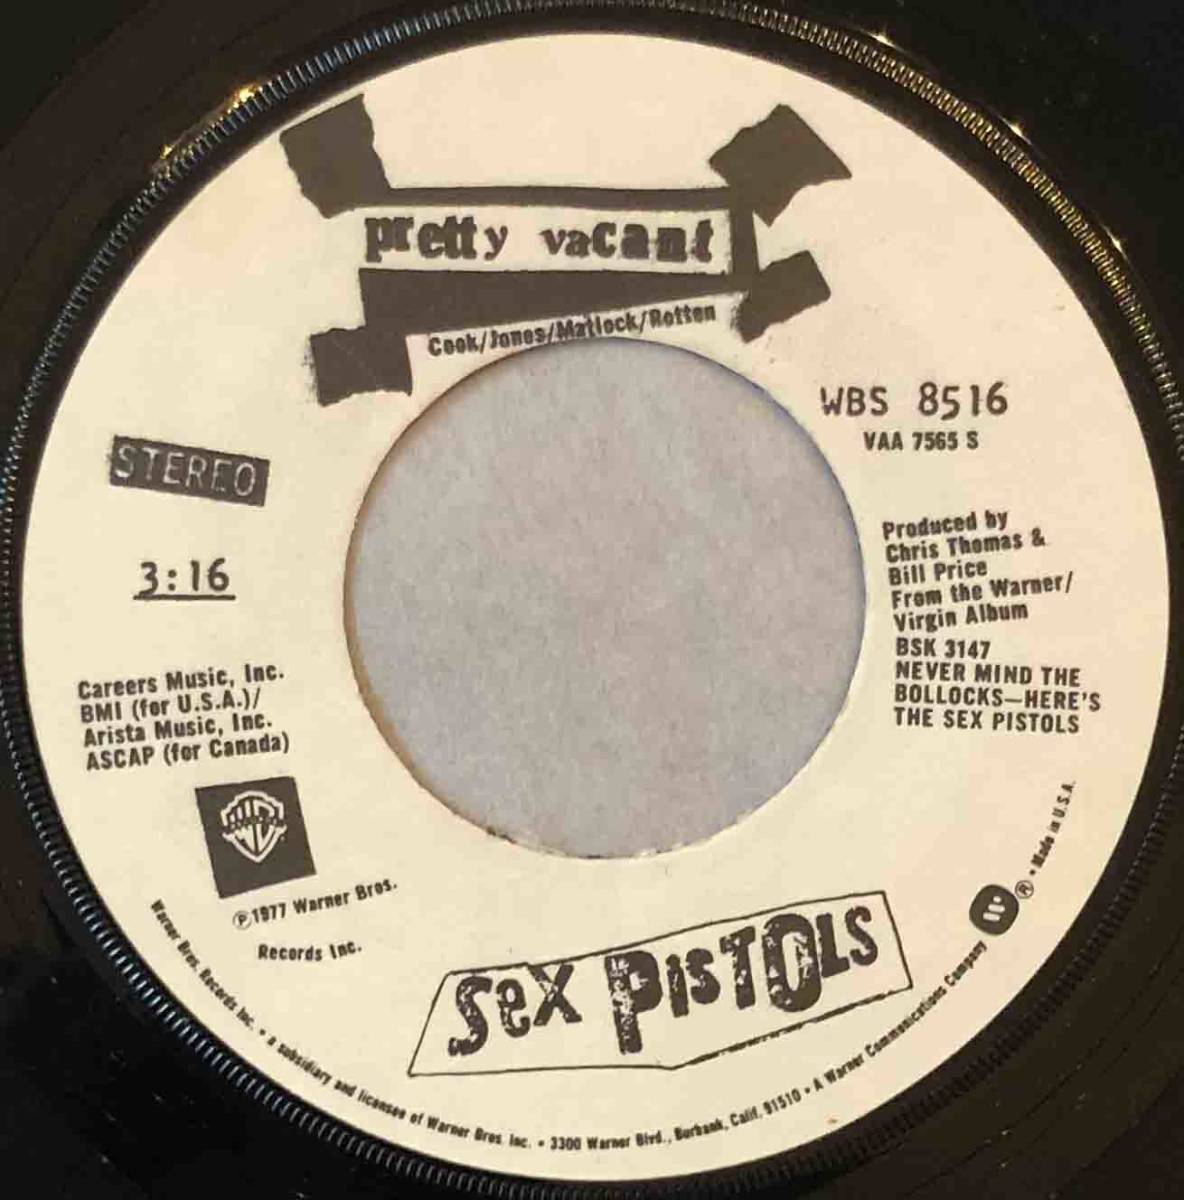 pretty vacant
Cook/Jones/Matlock/Rotten
WBS 8516
VAA 7565 S
STEREO
3:16
Produced by
Chris Thomas &
Bill Price
From the Warner/
Virgin Album
BSK 3147
NEVER MIND THE
BOLLOCKS—HERE'S
THE SEX PISTOLS
Careers Music, Inc.
BMI (for U.S.A.)/
Arista Music, Inc.
ASCAP (for Canada)
WB
℗1977 Warner Bros.
Records Inc.
Sex PisTOLS
Warner Bros. Records Inc. • a subsidiary and licensee of Warner Bros. Inc. • 3300 Warner Blvd., Burbank, Calif. 91510 • A Warner Communications Company ® • Made in U.S.A.